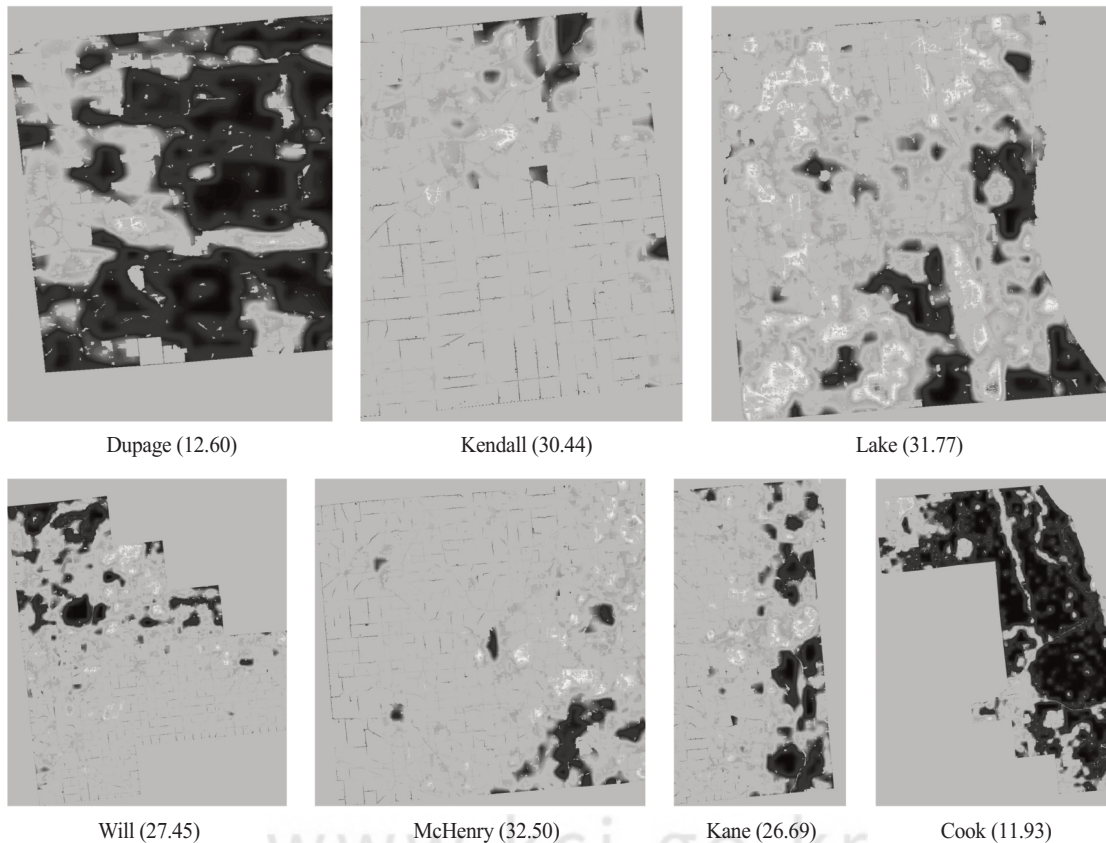 Dupage (12.60)
Kendall (30.44)
Lake (31.77)
Will (27.45)
McHenry (32.50)
Kane (26.69)
Cook (11.93)